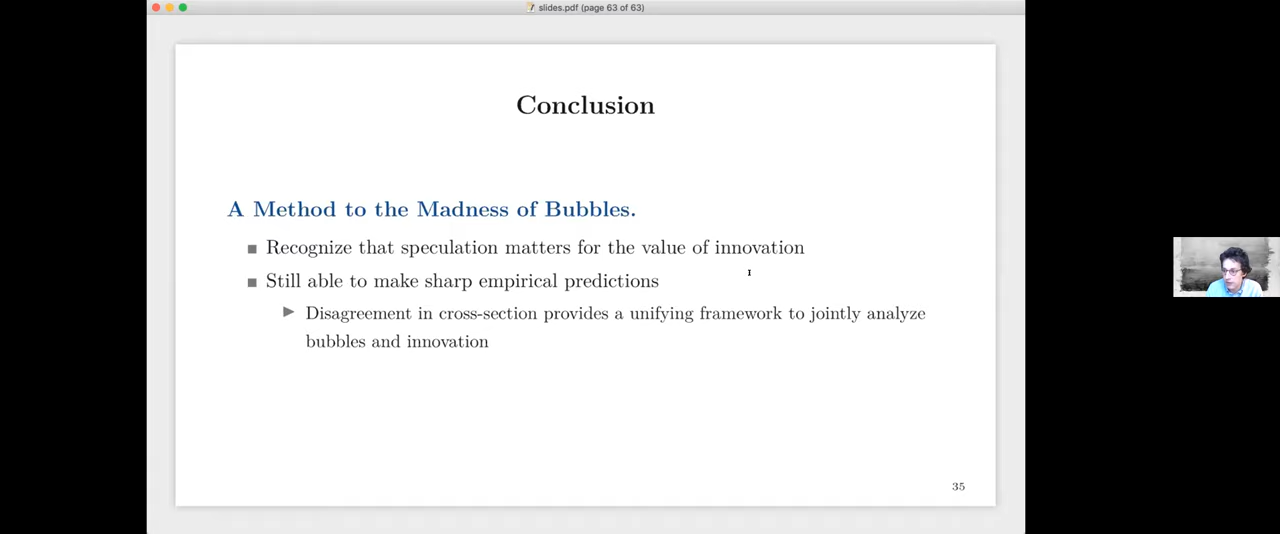 slides.pdf (page 63 of 63)
Conclusion
A Method to the Madness of Bubbles.
Recognize that speculation matters for the value of innovation
Still able to make sharp empirical predictions
Disagreement in cross-section provides a unifying framework to jointly analyze
bubbles and innovation
35